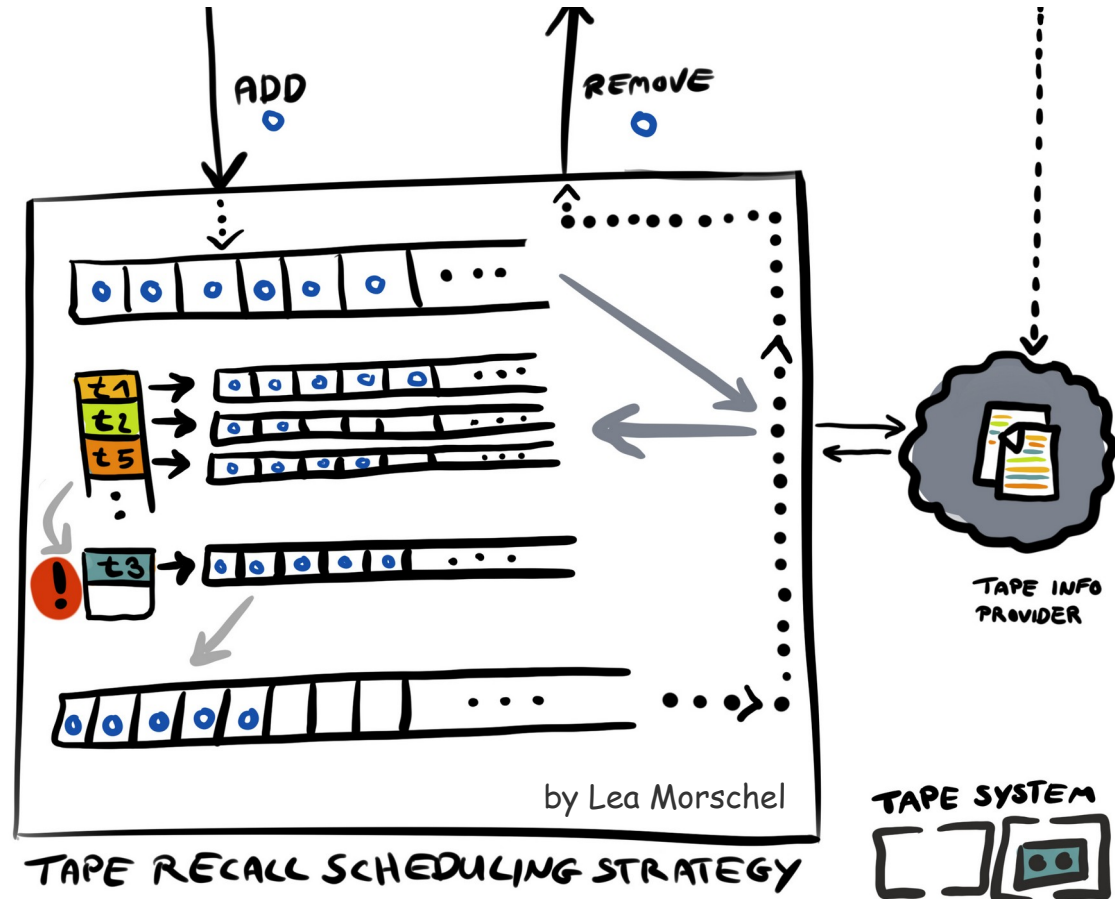 ADD
REMOVE
t1
t2
t5
t3
!
TAPE INFO
PROVIDER
by Lea Morschel
TAPE SYSTEM
TAPE RECALL SCHEDULING STRATEGY